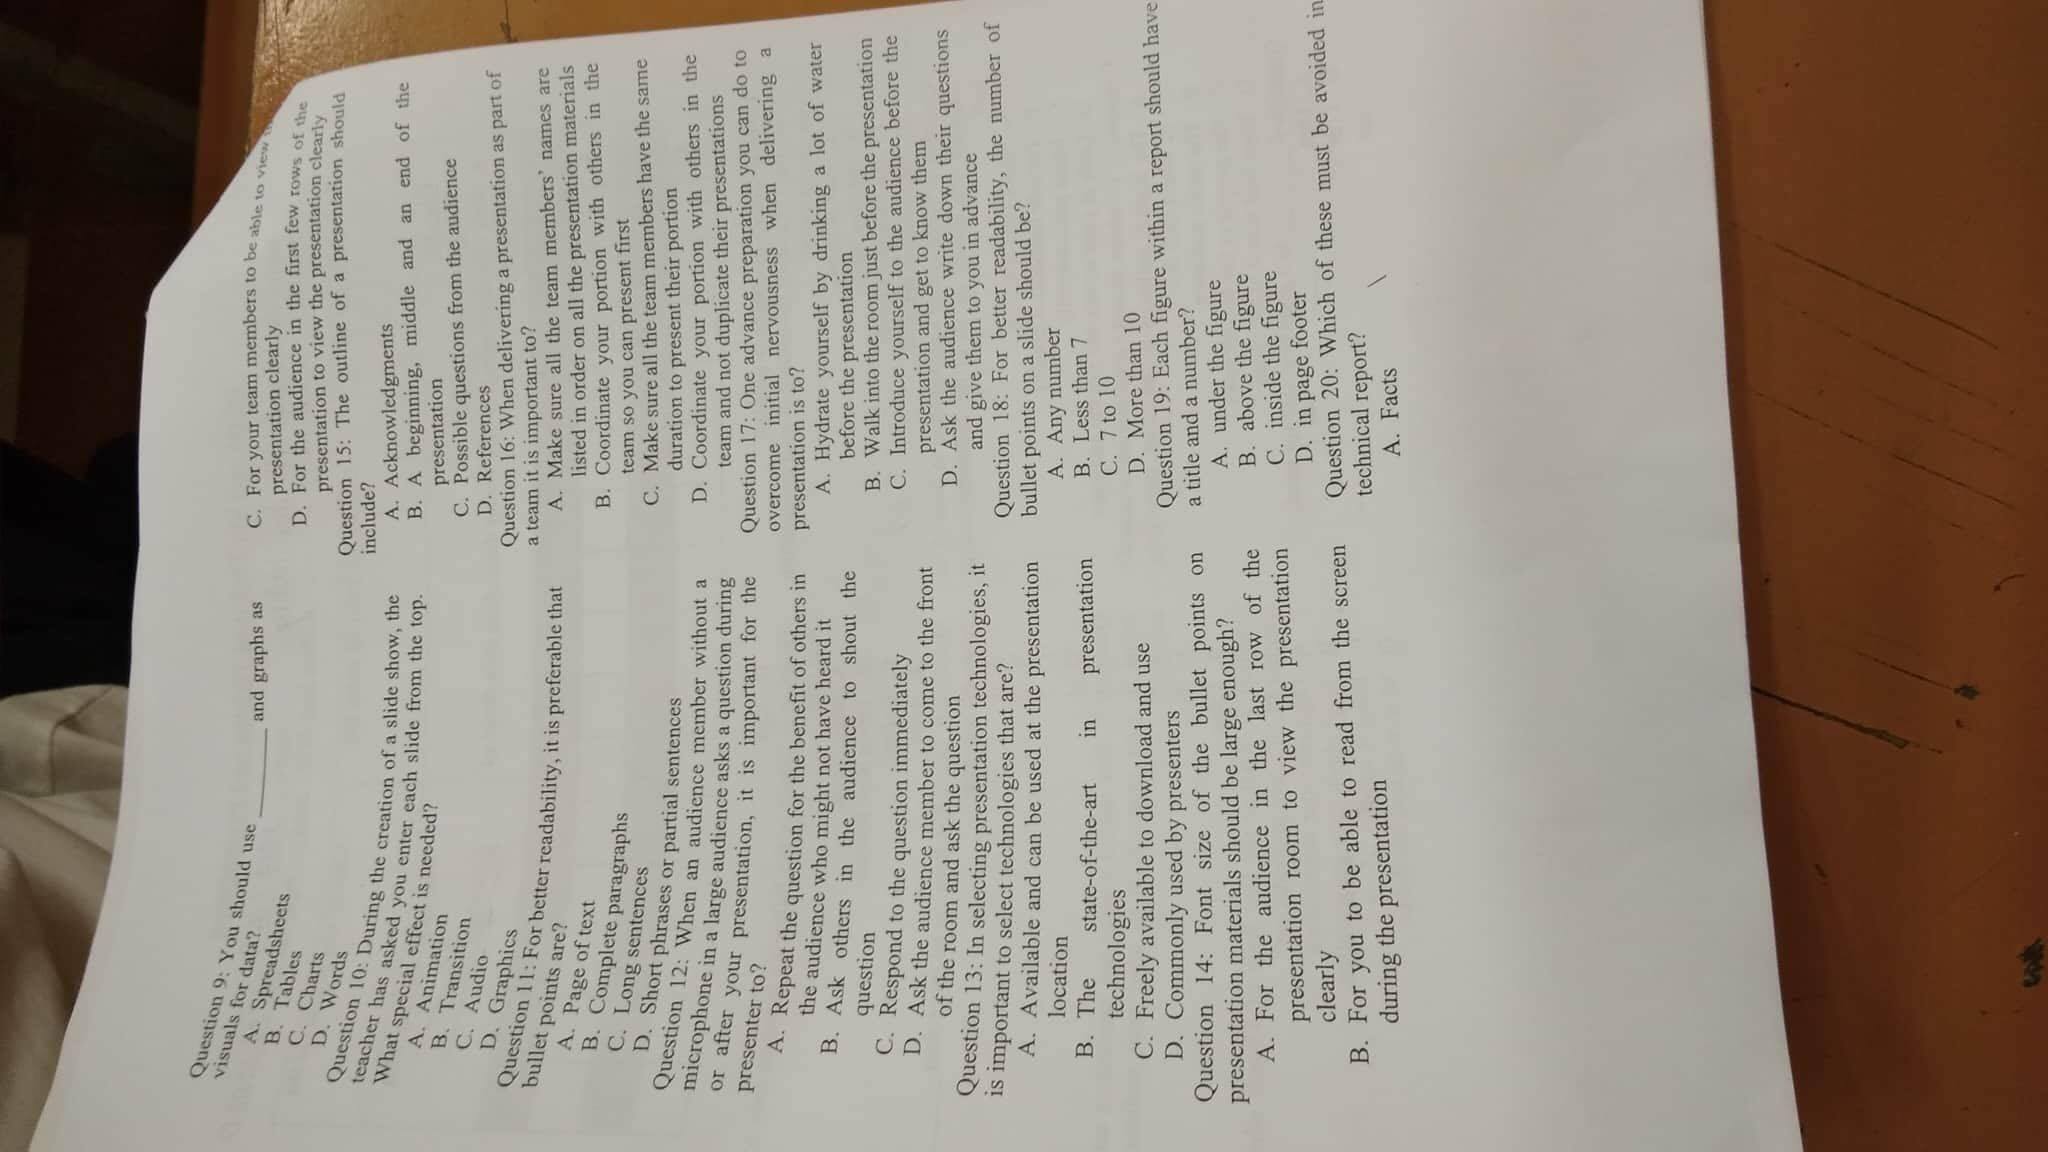 Question 9: You should use ________ and graphs as
visuals for data?
A. Spreadsheets
B. Tables
C. Charts
D. Words
Question 10: During the creation of a slide show, the
teacher has asked you enter each slide from the top.
What special effect is needed?
A. Animation
B. Transition
C. Audio
D. Graphics
Question 11: For better readability, it is preferable that
bullet points are?
A. Page of text
B. Complete paragraphs
C. Long sentences
D. Short phrases or partial sentences
Question 12: When an audience member without a
microphone in a large audience asks a question during
or after your presentation, it is important for the
presenter to?
A. Repeat the question for the benefit of others in
the audience who might not have heard it
B. Ask others in the audience to shout the
question
C. Respond to the question immediately
D. Ask the audience member to come to the front
of the room and ask the question
Question 13: In selecting presentation technologies, it
is important to select technologies that are?
A. Available and can be used at the presentation
location
B. The state-of-the-art in presentation
technologies
C. Freely available to download and use
D. Commonly used by presenters
Question 14: Font size of the bullet points on
presentation materials should be large enough?
A. For the audience in the last row of the
presentation room to view the presentation
clearly
B. For you to be able to read from the screen
during the presentation
C. For your team members to be able to view
presentation clearly
D. For the audience in the first few rows of the
presentation to view the presentation clearly
Question 15: The outline of a presentation should
include?
A. Acknowledgments
B. A beginning, middle and an end of the
presentation
C. Possible questions from the audience
D. References
Question 16: When delivering a presentation as part of
a team it is important to?
A. Make sure all the team members' names are
listed in order on all the presentation materials
B. Coordinate your portion with others in the
team so you can present first
C. Make sure all the team members have the same
duration to present their portion
D. Coordinate your portion with others in the
team and not duplicate their presentations
Question 17: One advance preparation you can do to
overcome initial nervousness when delivering a
presentation is to?
A. Hydrate yourself by drinking a lot of water
before the presentation
B. Walk into the room just before the presentation
C. Introduce yourself to the audience before the
presentation and get to know them
D. Ask the audience write down their questions
and give them to you in advance
Question 18: For better readability, the number of
bullet points on a slide should be?
A. Any number
B. Less than 7
C. 7 to 10
D. More than 10
Question 19: Each figure within a report should have
a title and a number?
A. under the figure
B. above the figure
C. inside the figure
D. in page footer
Question 20: Which of these must be avoided in
technical report?
A. Facts